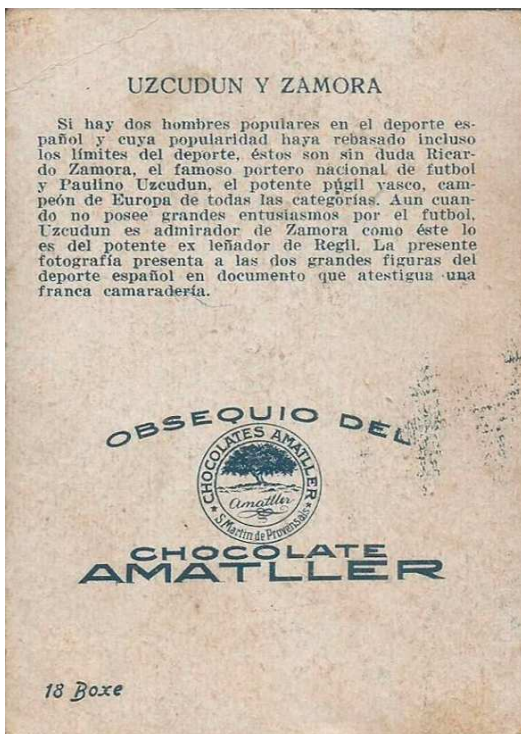 UZCUDUN Y ZAMORA
Si hay dos hombres populares en el deporte es-
pañol y cuya popularidad haya rebasado incluso
los límites del deporte, éstos son sin duda Ricar-
do Zamora, el famoso portero nacional de futbol
y Paulino Uzcudun, el potente púgil vasco, cam-
peón de Europa de todas las categorías. Aun cuan-
do no posee grandes entusiasmos por el futbol,
Uzcudun es admirador de Zamora como éste lo
es del potente ex leñador de Regil. La presente
fotografía presenta a las dos grandes figuras del
deporte español en documento que atestigua una
franca camaradería.
OBSEQUIO DEL
CHOCOLATES AMATLLER
Amatller
S. Martin de Provensals
CHOCOLATE
AMATLLER
18 Boxe